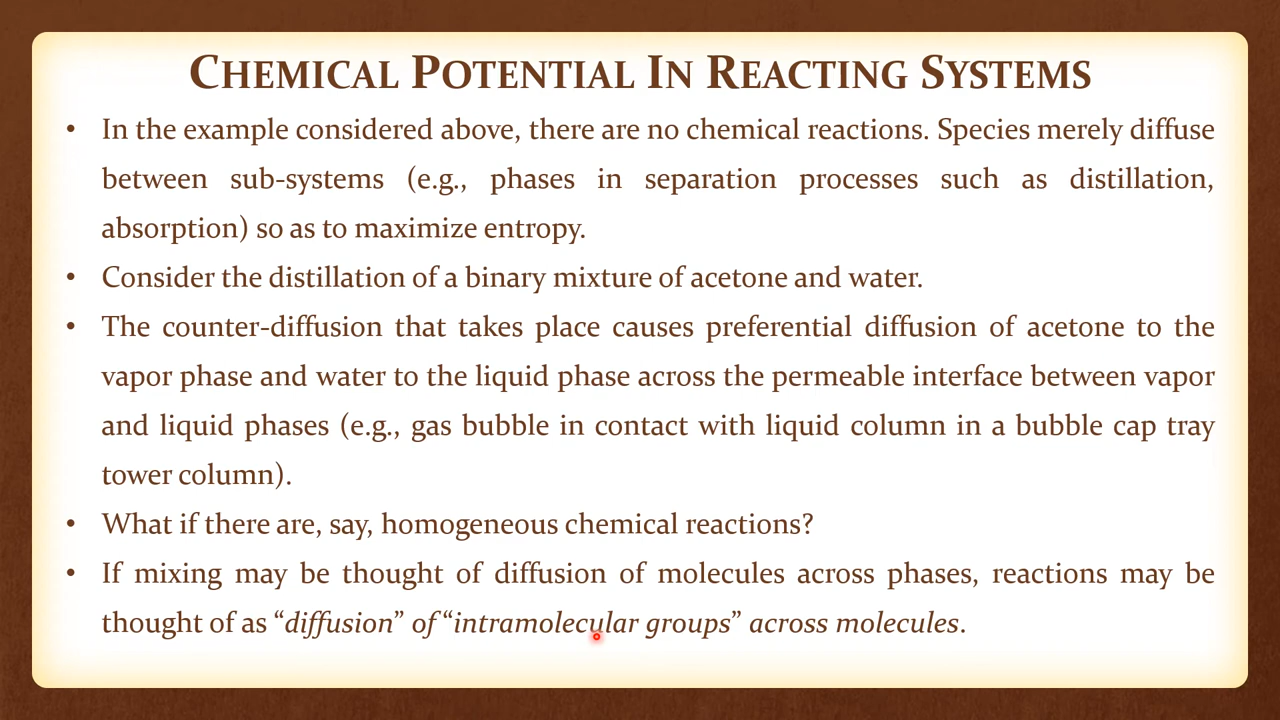 CHEMICAL POTENTIAL IN REACTING SYSTEMS
• In the example considered above, there are no chemical reactions. Species merely diffuse
between sub-systems (e.g., phases in separation processes such as distillation,
absorption) so as to maximize entropy.
• Consider the distillation of a binary mixture of acetone and water.
• The counter-diffusion that takes place causes preferential diffusion of acetone to the
vapor phase and water to the liquid phase across the permeable interface between vapor
and liquid phases (e.g., gas bubble in contact with liquid column in a bubble cap tray
tower column).
• What if there are, say, homogeneous chemical reactions?
• If mixing may be thought of diffusion of molecules across phases, reactions may be
thought of as “diffusion” of “intramolecular groups” across molecules.